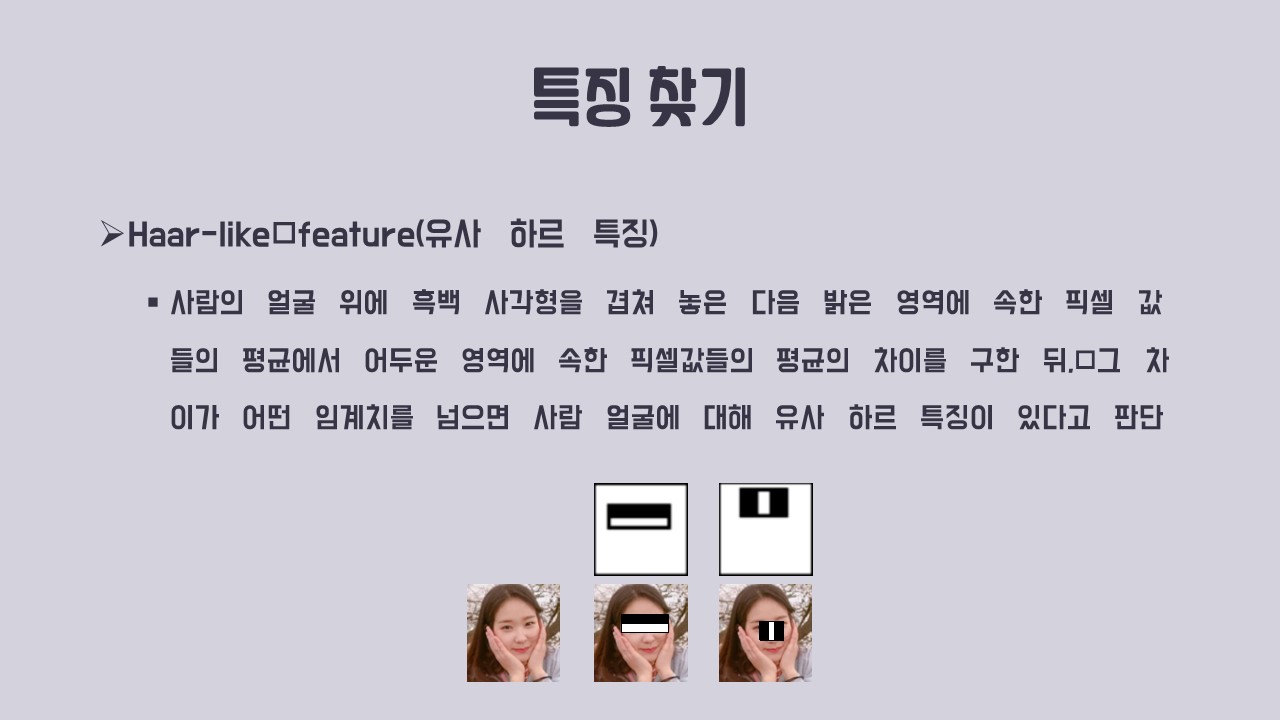 특징 찾기
➢Haar-like□feature(유사 하르 특징)
▪ 사람의 얼굴 위에 흑백 사각형을 겹쳐 놓은 다음 밝은 영역에 속한 픽셀 값
들의 평균에서 어두운 영역에 속한 픽셀값들의 평균의 차이를 구한 뒤,□그 차
이가 어떤 임계치를 넘으면 사람 얼굴에 대해 유사 하르 특징이 있다고 판단